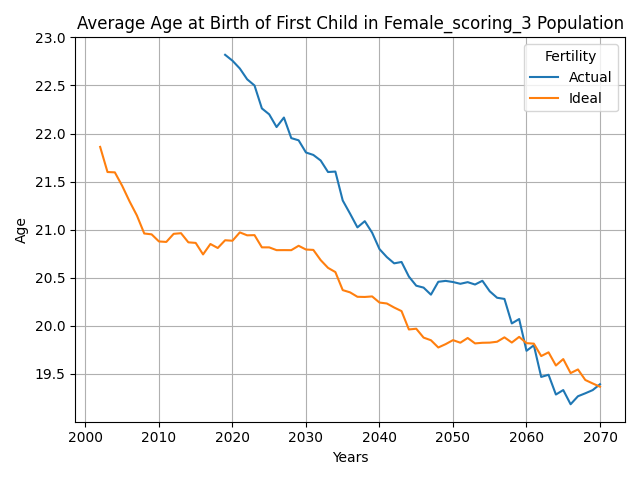 Average Age at Birth of First Child in Female_scoring_3 Population
23.0
22.5
22.0
21.5
21.0
20.5
20.0
19.5
Age
Fertility
Actual
Ideal
2000 2010 2020 2030 2040 2050 2060 2070
Years